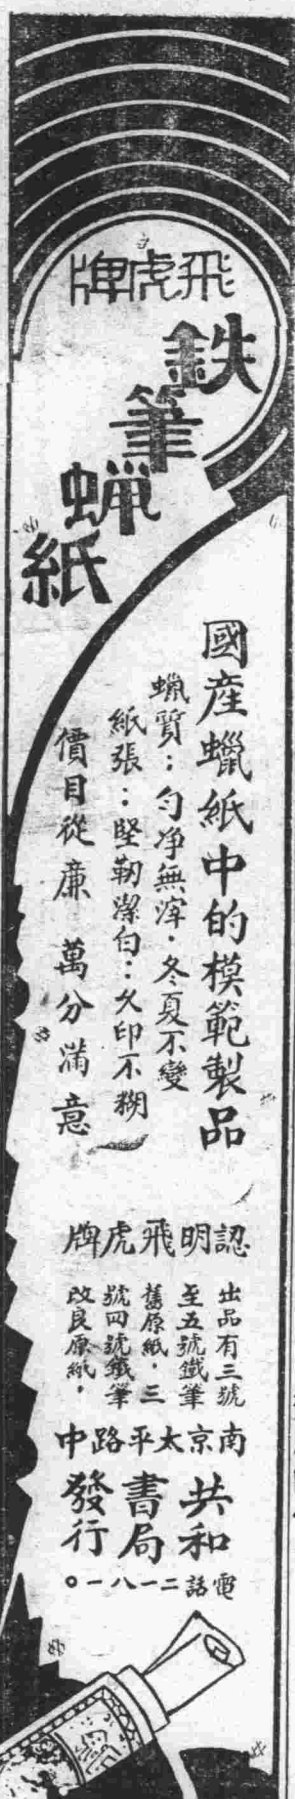 飛虎牌
鉄筆蝋紙
國產蠟紙中的模範製品
蠟質：勻净無滓．冬夏不變
紙張：堅韌潔白：久印不糊
價目從廉 萬分滿意
認明飛虎牌
出品有三號
至五號鐵筆
舊原紙．三
號四號鐵筆
改良原紙．
南京太平路中
共和
書局
發行
電話二一八一〇